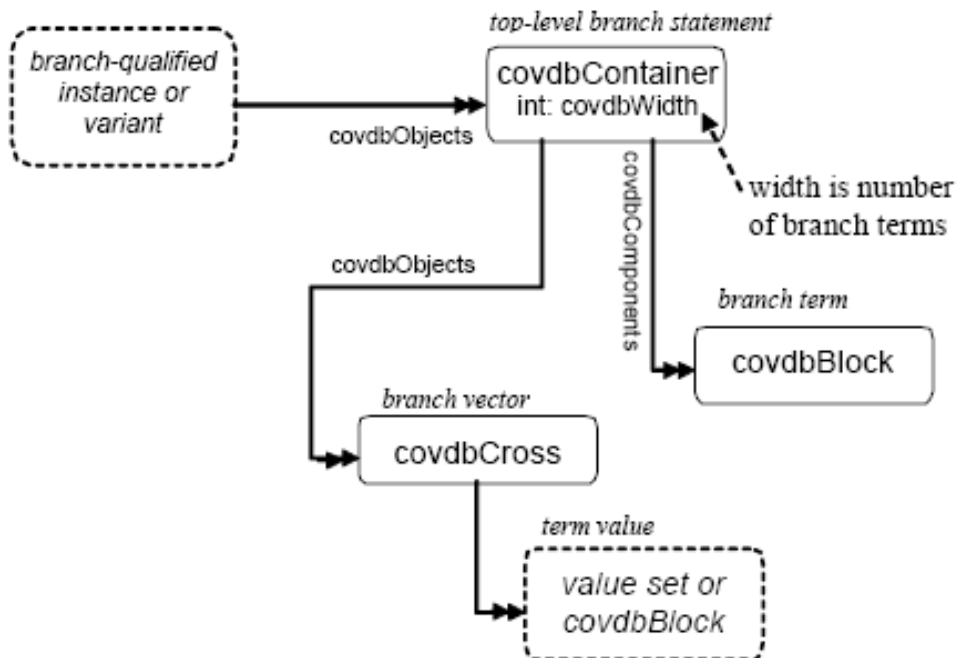 top-level branch statement
branch-qualified
instance or
variant
covdbContainer
int: covdbWidth
covdbObjects
covdbComponents
width is number
of branch terms
covdbObjects
branch term
covdbBlock
branch vector
covdbCross
term value
value set or
covdbBlock